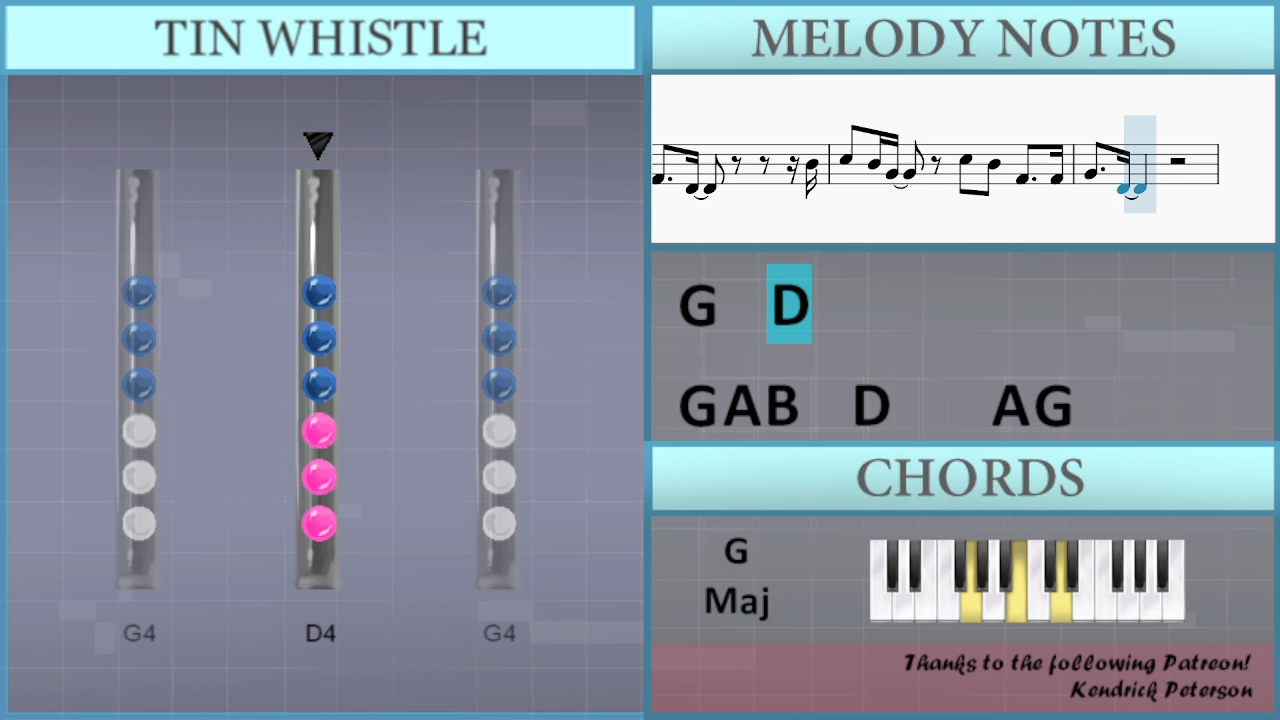 TIN WHISTLE
G4 D4 G4
MELODY NOTES
G D
GAB D AG
CHORDS
G
Maj
Thanks to the following Patreon!
Kendrick Peterson